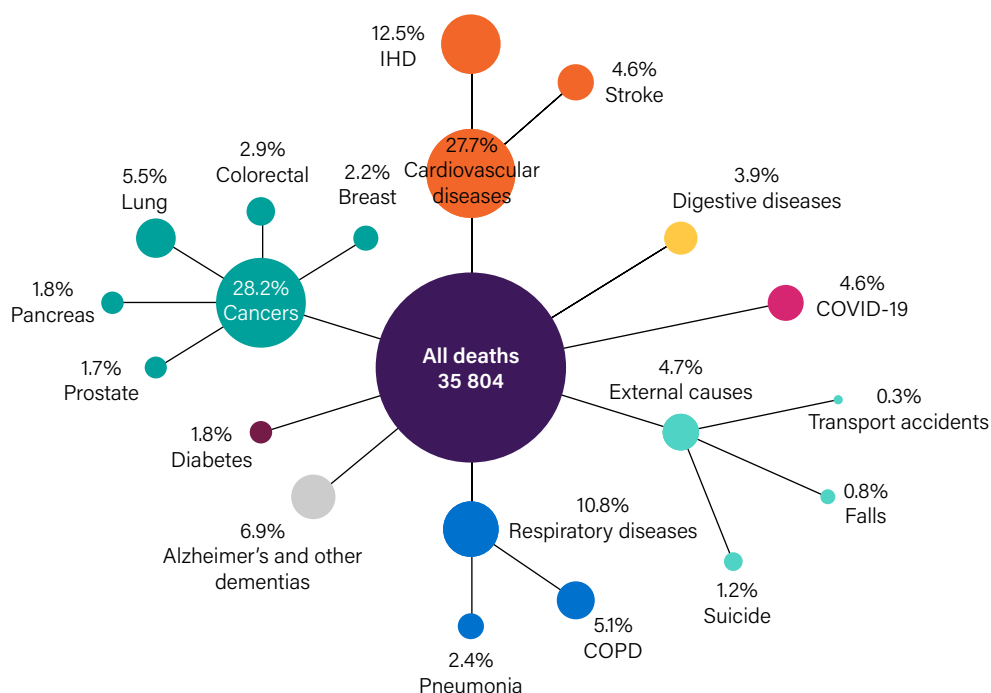 12.5%
IHD
4.6%
Stroke
27.7%
Cardiovascular
diseases
2.9%
Colorectal
5.5%
Lung
2.2%
Breast
1.8%
Pancreas
28.2%
Cancers
1.7%
Prostate
3.9%
Digestive diseases
4.6%
COVID-19
All deaths
35 804
4.7%
External causes
0.3%
Transport accidents
0.8%
Falls
1.2%
Suicide
1.8%
Diabetes
6.9%
Alzheimer's and other
dementias
10.8%
Respiratory diseases
5.1%
COPD
2.4%
Pneumonia